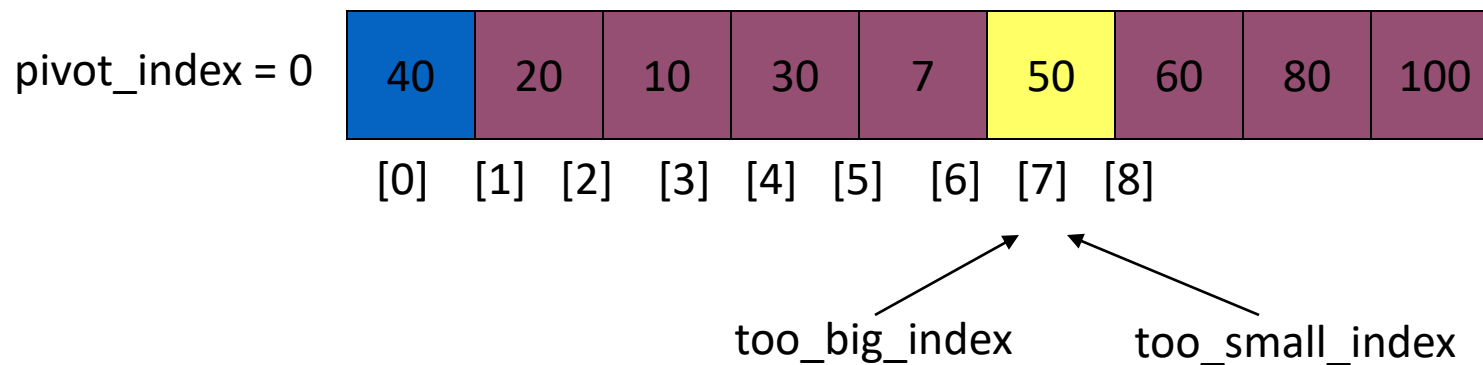 pivot_index = 0 40 20 10 30 7 50 60 80 100
[0] [1] [2] [3] [4] [5] [6] [7] [8]
too_big_index too_small_index